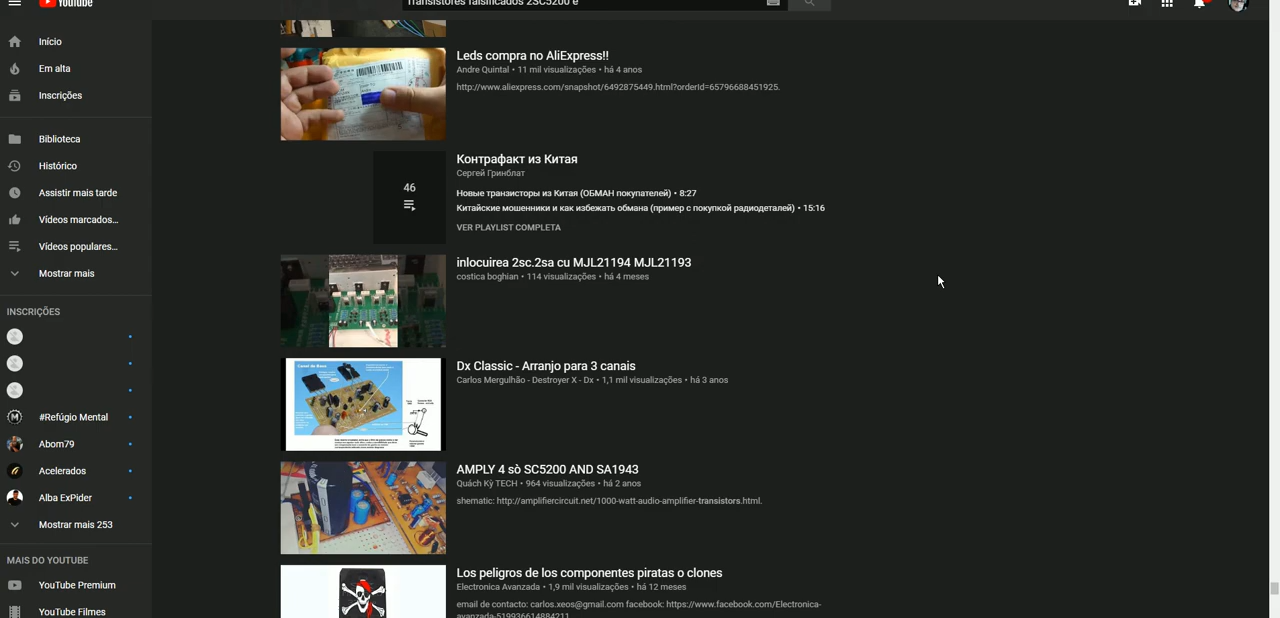 YouTube
Transistores falsificados 2SC5200 e
Início
Em alta
Inscrições
Biblioteca
Histórico
Assistir mais tarde
Vídeos marcados...
Vídeos populares...
Mostrar mais
INSCRIÇÕES
#Refúgio Mental
Abom79
Acelerados
Alba ExPider
Mostrar mais 253
MAIS DO YOUTUBE
YouTube Premium
YouTube Filmes
Leds compra no AliExpress!!
Andre Quintal • 11 mil visualizações • há 4 anos
http://www.aliexpress.com/snapshot/6492875449.html?orderId=65796688451925.
46
Контрафакт из Китая
Сергей Гринблат
Новые транзисторы из Китая (ОБМАН покупателей) • 8:27
Китайские мошенники и как избежать обмана (пример с покупкой радиодеталей) • 15:16
VER PLAYLIST COMPLETA
inlocuirea 2sc.2sa cu MJL21194 MJL21193
costica boghian • 114 visualizações • há 4 meses
Canal do Baixo
Dx Classic - Arranjo para 3 canais
Carlos Mergulhão - Destroyer X - Dx • 1,1 mil visualizações • há 3 anos
AMPLY 4 sò SC5200 AND SA1943
Quách Kỳ TECH • 964 visualizações • há 2 anos
shematic: http://amplifiercircuit.net/1000-watt-audio-amplifier-transistors.html.
Los peligros de los componentes piratas o clones
Electronica Avanzada • 1,9 mil visualizações • há 12 meses
email de contacto: carlos.xeos@gmail.com facebook: https://www.facebook.com/Electronica-
avanzada-519936614884211